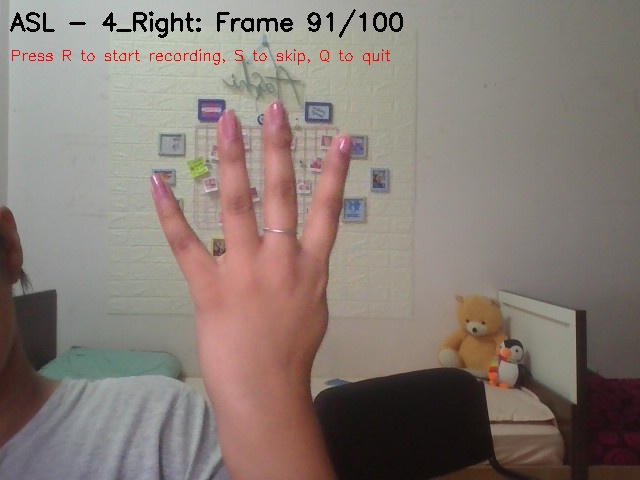 ASL - 4_Right: Frame 91/100
Press R to start recording, S to skip, Q to quit